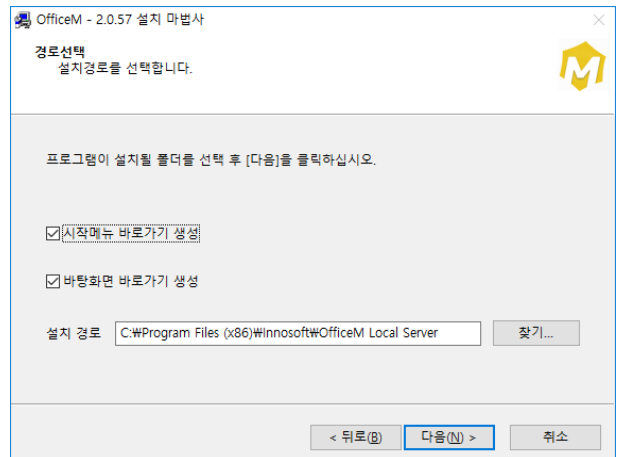 OfficeM - 2.0.57 설치 마법사
경로선택
설치경로를 선택합니다.
M
프로그램이 설치될 폴더를 선택 후 [다음]을 클릭하십시오.
시작메뉴 바로가기 생성
바탕화면 바로가기 생성
설치 경로 C:₩Program Files (x86)₩Innosoft₩OfficeM Local Server 찾기...
< 뒤로(B) 다음(N) > 취소